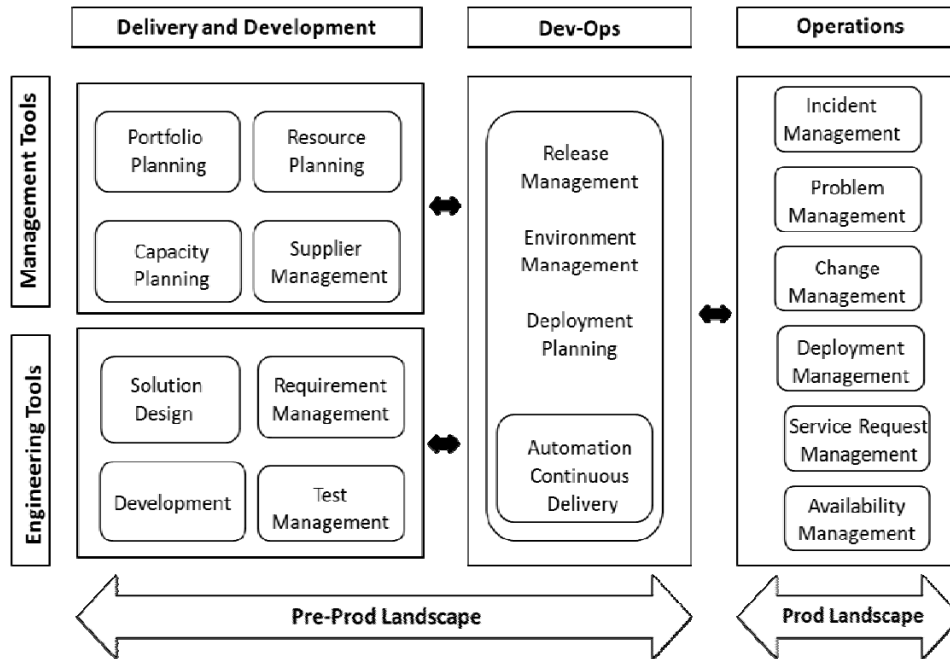 Delivery and Development
Dev-Ops
Operations
Management Tools
Portfolio
Planning
Resource
Planning
Capacity
Planning
Supplier
Management
Engineering Tools
Solution
Design
Requirement
Management
Development
Test
Management
Release
Management
Environment
Management
Deployment
Planning
Automation
Continuous
Delivery
Incident
Management
Problem
Management
Change
Management
Deployment
Management
Service Request
Management
Availability
Management
Pre-Prod Landscape
Prod Landscape